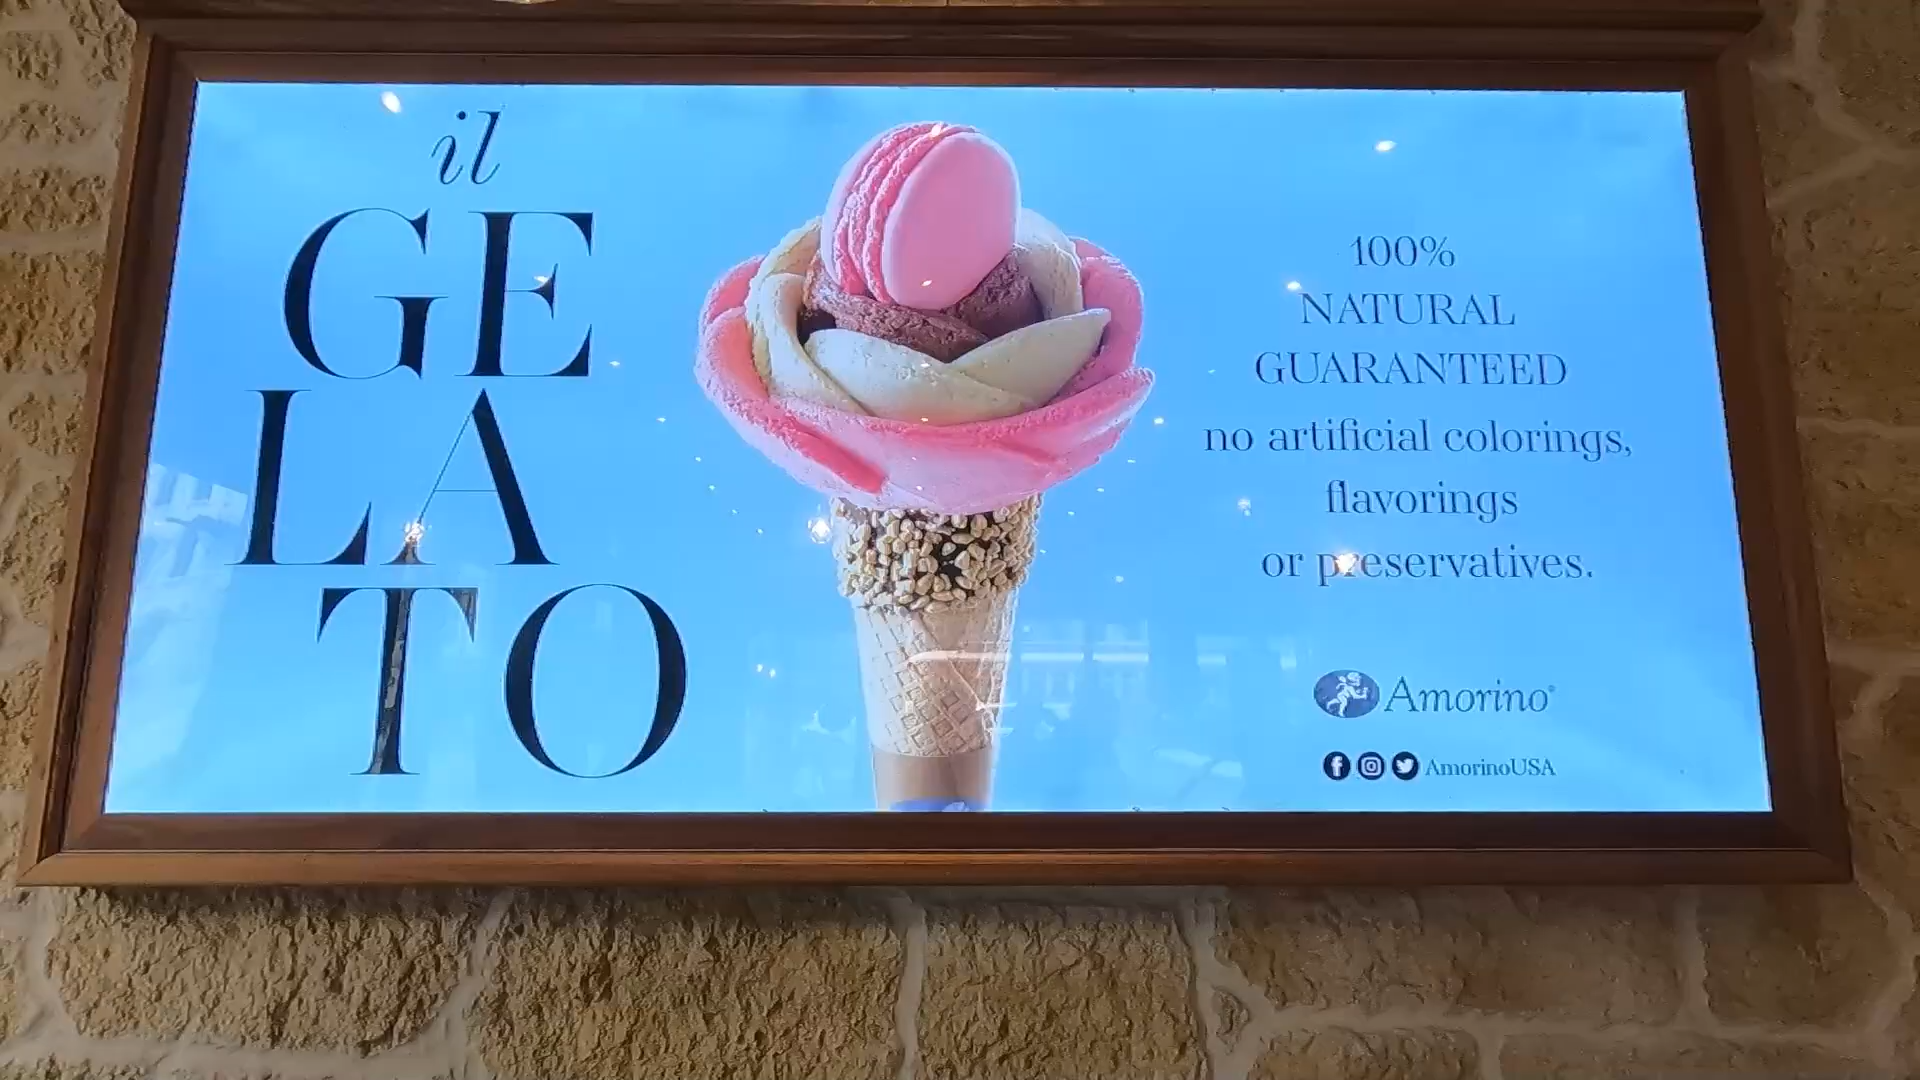 il
GE
LA
TO
100%
NATURAL
GUARANTEED
no artificial colorings,
flavorings
or preservatives.
Amorino®
AmorinoUSA